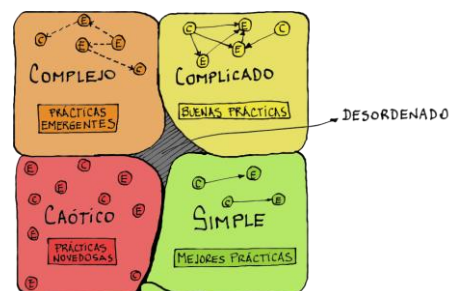 C E E E C
COMPLEJO
PRÁCTICAS
EMERGENTES
C E C E E
COMPLICADO
BUENAS PRÁCTICAS
DESORDENADO
E C E E C C E E
CAÓTICO
PRÁCTICAS
NOVEDOSAS
E E C
C E
C E
SIMPLE
MEJORES PRÁCTICAS